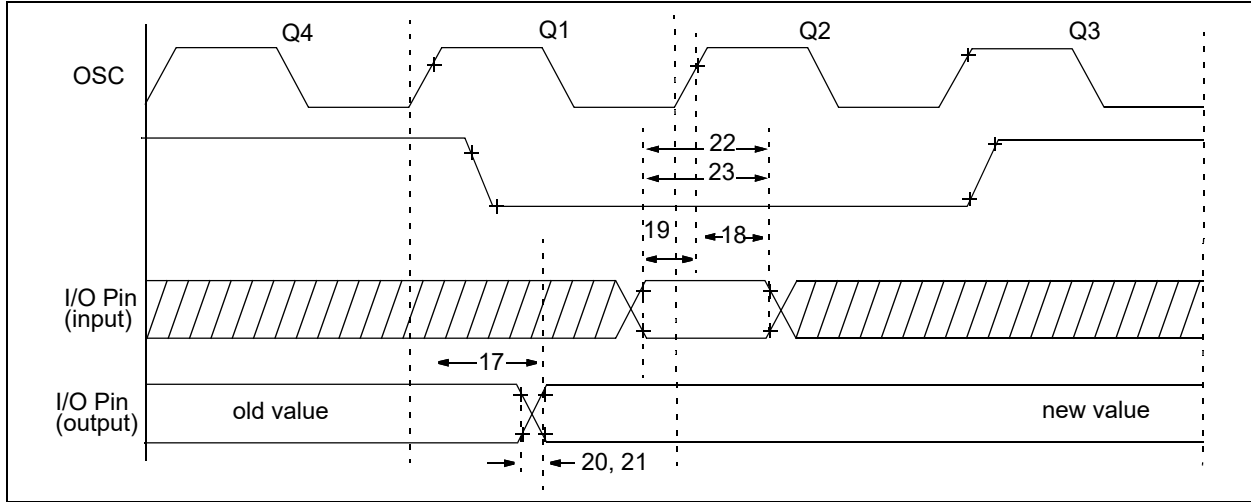 Q4
Q1
Q2
Q3
OSC
22
23
19
18
I/O Pin
(input)
17
I/O Pin
(output)
old value
new value
20, 21